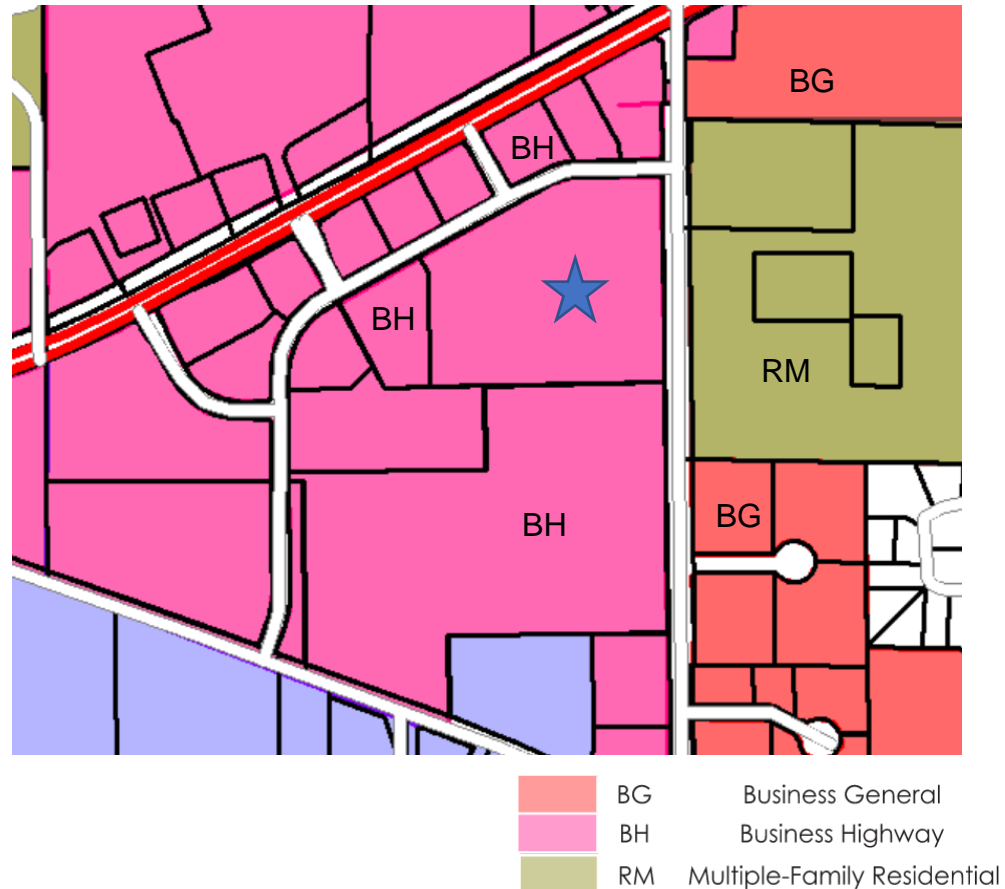 BG
BH
BH
RM
BG
BH
BG Business General
BH Business Highway
RM Multiple-Family Residential